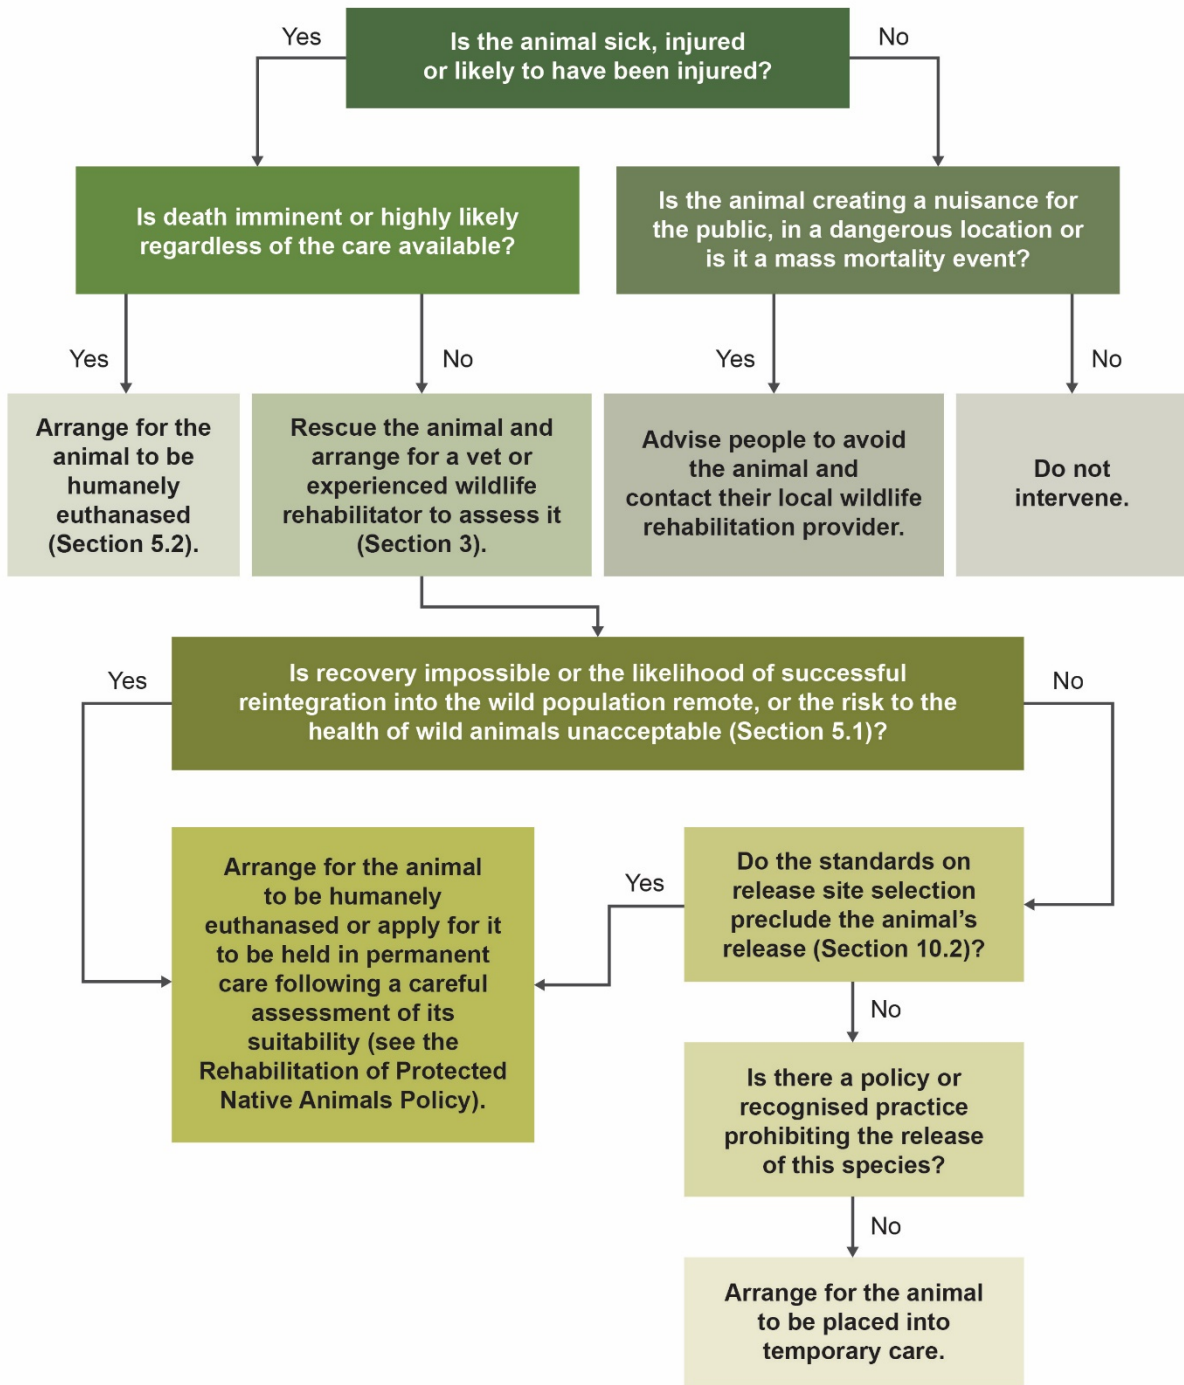 Yes
Is the animal sick, injured
or likely to have been injured?
No
Is death imminent or highly likely
regardless of the care available?
Is the animal creating a nuisance for
the public, in a dangerous location or
is it a mass mortality event?
Yes
No
Yes
No
Arrange for the
animal to be
humanely
euthanased
(Section 5.2).
Rescue the animal and
arrange for a vet or
experienced wildlife
rehabilitator to assess it
(Section 3).
Advise people to avoid
the animal and
contact their local wildlife
rehabilitation provider.
Do not
intervene.
Yes
Is recovery impossible or the likelihood of successful
reintegration into the wild population remote, or the risk to the
health of wild animals unacceptable (Section 5.1)?
No
Arrange for the animal
to be humanely
euthanased or apply for it
to be held in permanent
care following a careful
assessment of its
suitability (see the
Rehabilitation of Protected
Native Animals Policy).
Yes
Do the standards on
release site selection
preclude the animal’s
release (Section 10.2)?
No
Is there a policy or
recognised practice
prohibiting the release
of this species?
No
Arrange for the animal
to be placed into
temporary care.